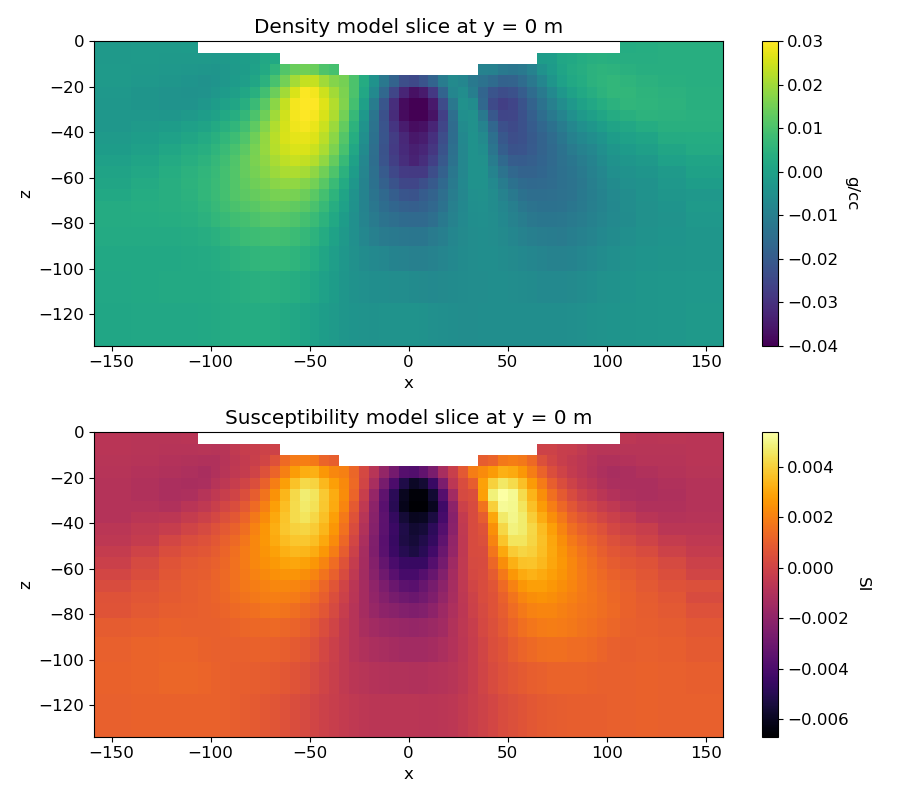 Density model slice at y = 0 m
0
−20
−40
−60
−80
−100
−120
z
−150 −100 −50 0 50 100 150
x
0.03
0.02
0.01
0.00
−0.01
−0.02
−0.03
−0.04
g/cc
Susceptibility model slice at y = 0 m
0
−20
−40
−60
−80
−100
−120
z
−150 −100 −50 0 50 100 150
x
0.004
0.002
0.000
−0.002
−0.004
−0.006
SI